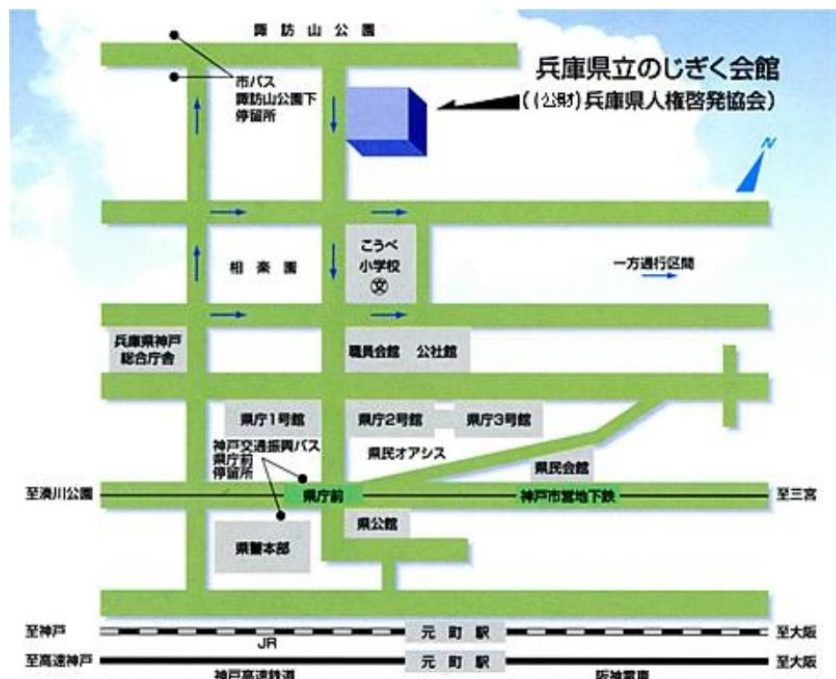 諏訪山公園
兵庫県立のじぎく会館
((公財)兵庫県人権啓発協会)
市バス
諏訪山公園下
停留所
N
こうべ
小学校
文
相楽園
一方通行区間
兵庫県神戸
総合庁舎
職員会館 公社館
県庁1号館
県庁2号館
県庁3号館
神戸交通振興バス
県庁前
停留所
県民オアシス
県民会館
至湊川公園
県庁前
神戸市営地下鉄
至三宮
県公館
県警本部
至神戸
元町駅
至大阪
JR
至高速神戸
元町駅
至大阪
神戸高速鉄道
阪神電車